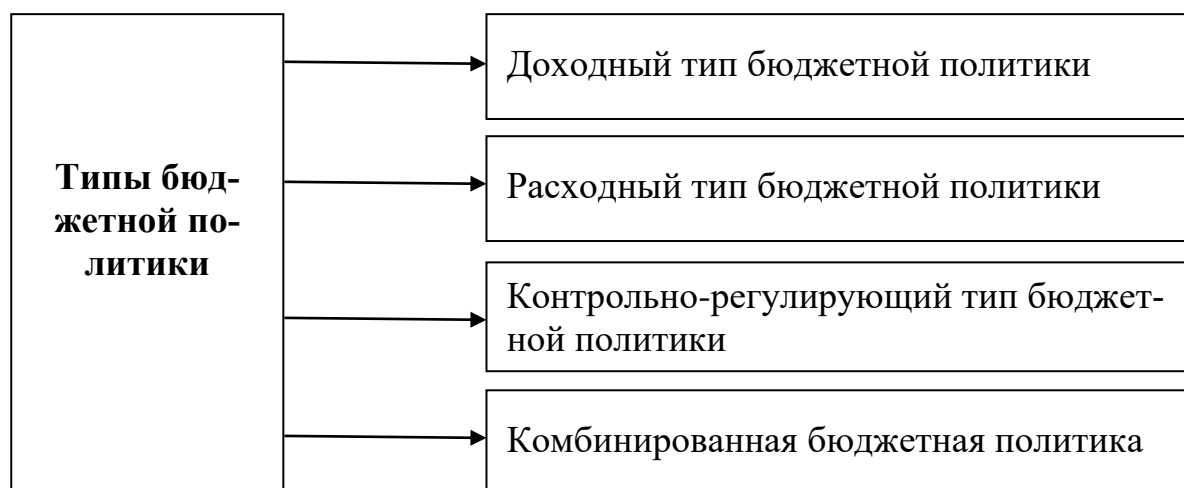 Типы бюд-
жетной по-
литики
Доходный тип бюджетной политики
Расходный тип бюджетной политики
Контрольно-регулирующий тип бюджет-
ной политики
Комбинированная бюджетная политика